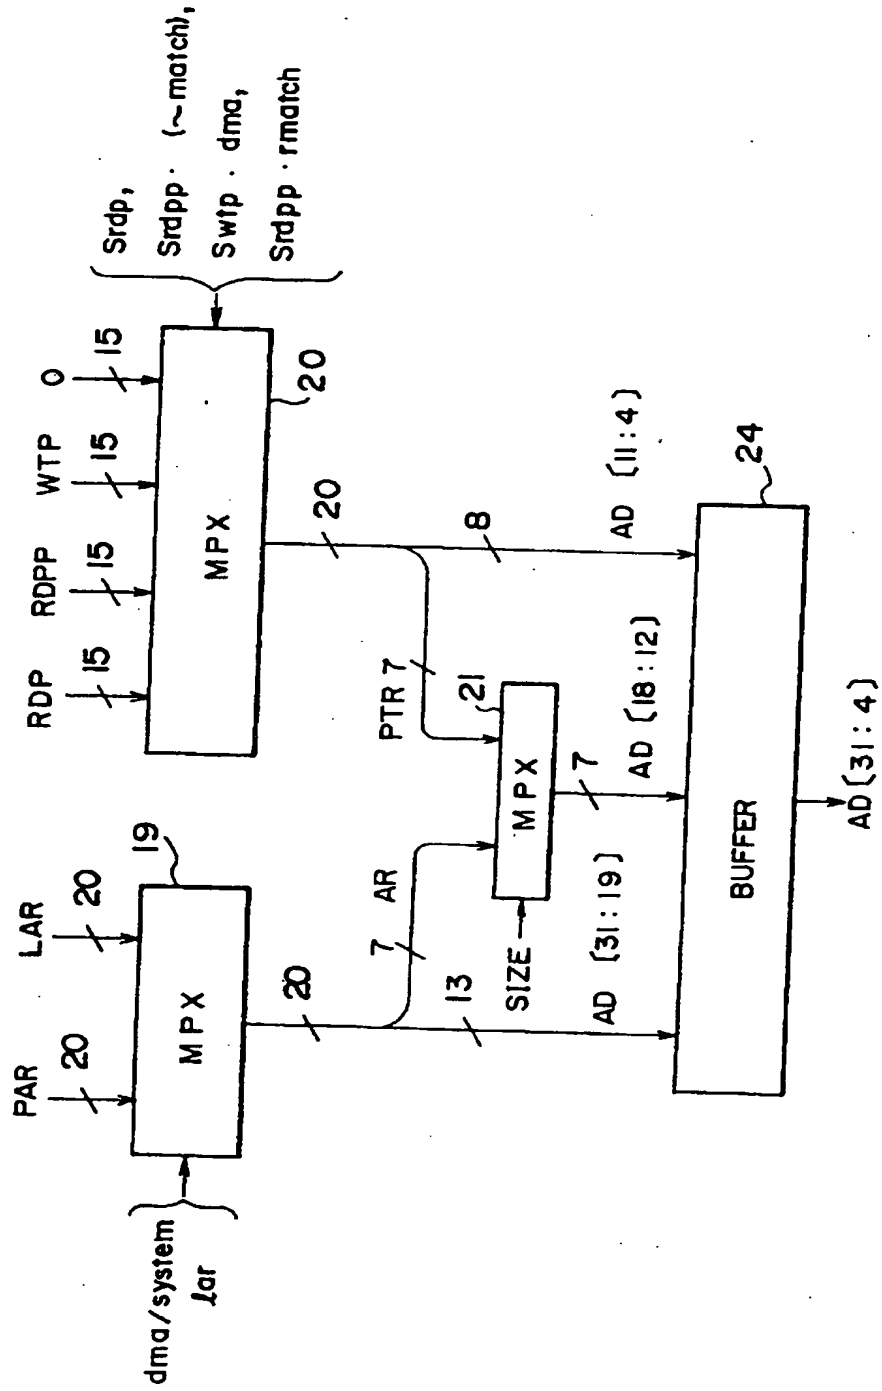 PAR
LAR
RDP
RDPP
WTP
0
20
20
15
15
15
15
19
dma/system
lar
MPX
MPX
20
Srdp,
Srdpp · (~match),
Swtp · dma,
Srdpp · rmatch
20
20
7
AR
PTR 7
21
13
SIZE
MPX
8
7
AD [31:19]
AD [18:12]
AD [11:4]
BUFFER
24
AD [31:4]